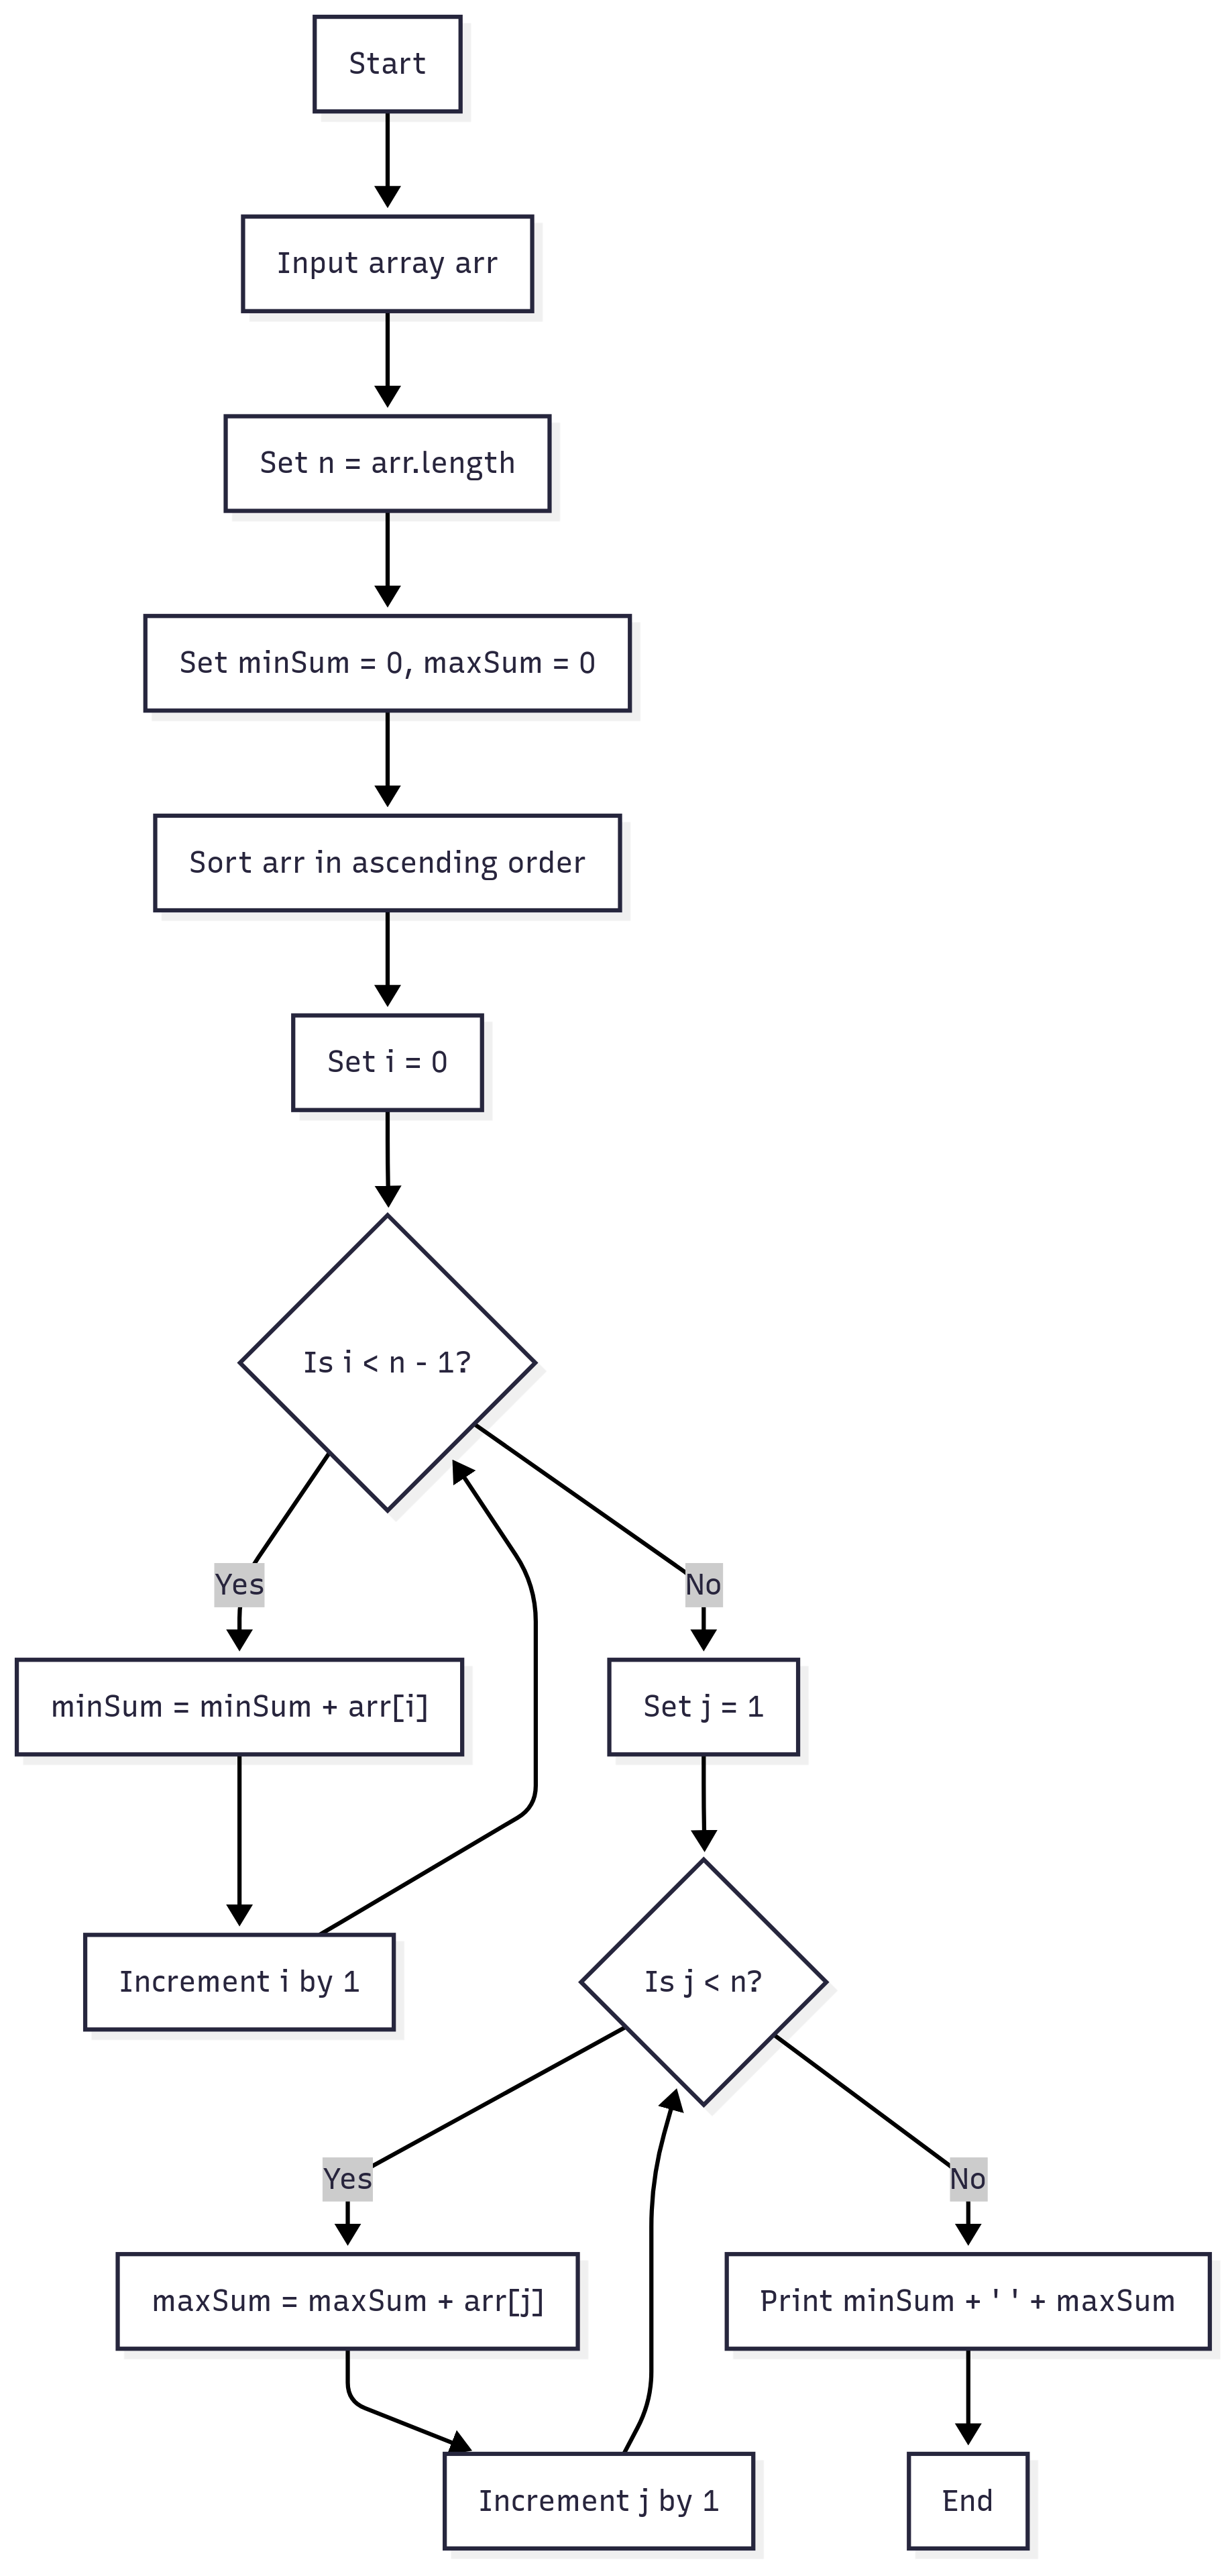 Start
Input array arr
Set n = arr.length
Set minSum = 0, maxSum = 0
Sort arr in ascending order
Set i = 0
Is i < n - 1?
Yes
No
minSum = minSum + arr[i]
Set j = 1
Increment i by 1
Is j < n?
Yes
No
maxSum = maxSum + arr[j]
Print minSum + ' ' + maxSum
Increment j by 1
End